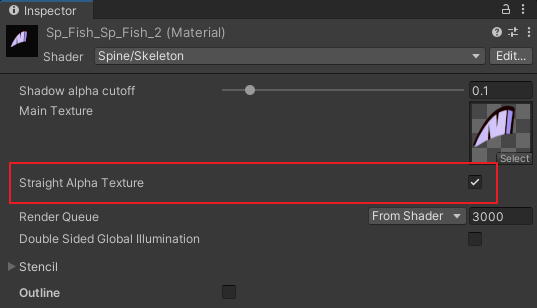 Inspector
Sp_Fish_Sp_Fish_2 (Material)
Shader Spine/Skeleton Edit...
Shadow alpha cutoff 0.1
Main Texture
Select
Straight Alpha Texture
Render Queue From Shader 3000
Double Sided Global Illumination
Stencil
Outline